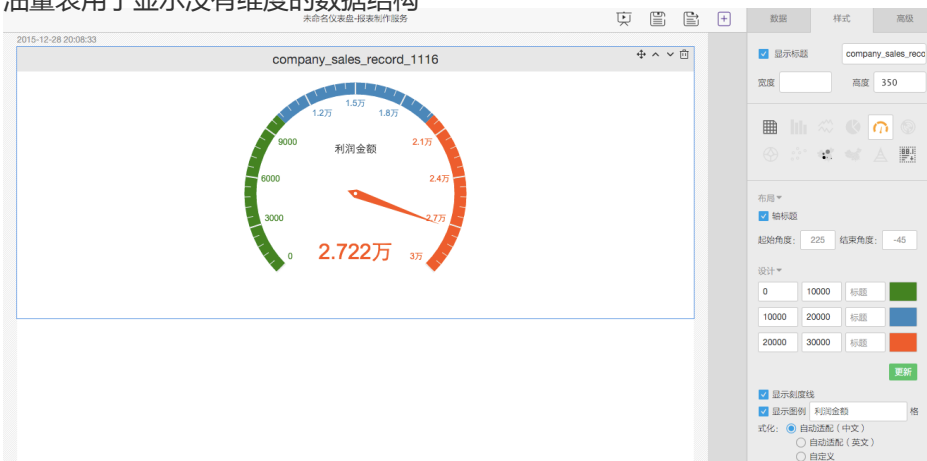 油量表用于显示没有维度的数据结构
未命名仪表盘-报表制作服务
数据 样式 高级
2015-12-28 20:08:33
company_sales_record_1116
显示标题 company_sales_reco
宽度 高度 350
1.5万
1.2万 1.8万
9000 利润金额 2.1万
6000 2.4万
3000 2.7万
0 2.722万 3万
布局
轴标题
起始角度: 225 结束角度: -45
设计
0 10000 标题
10000 20000 标题
20000 30000 标题
更新
显示刻度线
显示图例 利润金额 格
式化: 自动适配(中文)
自动适配(英文)
自定义